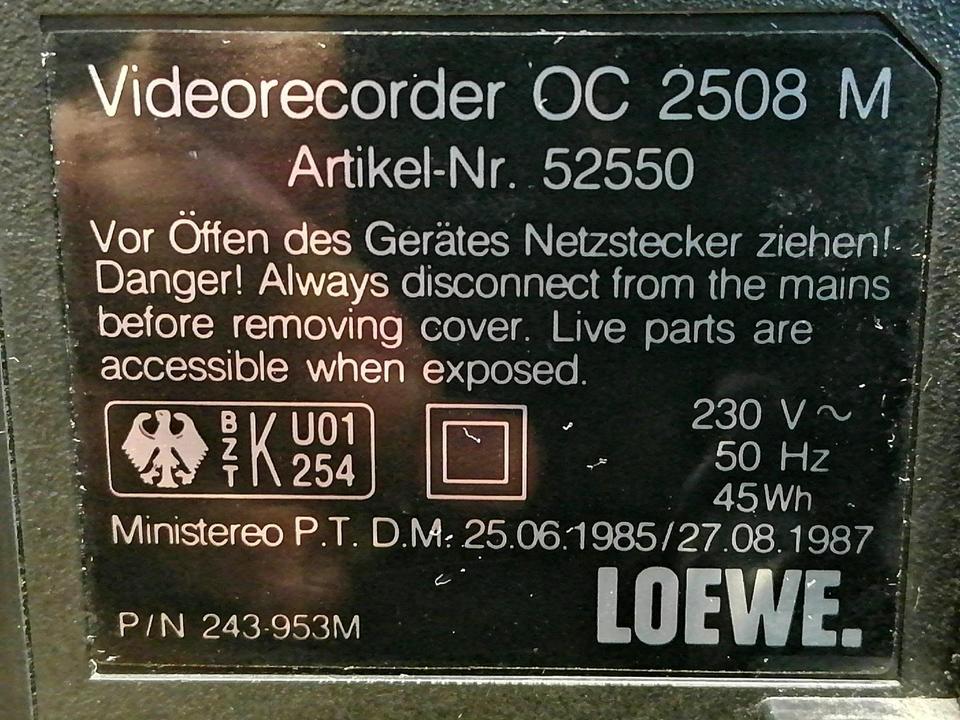 Videorecorder OC 2508 M
Artikel-Nr. 52550
Vor Öffen des Gerätes Netzstecker ziehen!
Danger! Always disconnect from the mains
before removing cover. Live parts are
accessible when exposed.
BZT K U01 254
230 V ~
50 Hz
45Wh
Ministereo P.T. D.M. 25.06.1985/27.08.1987
LOEWE.
P/N 243-953M